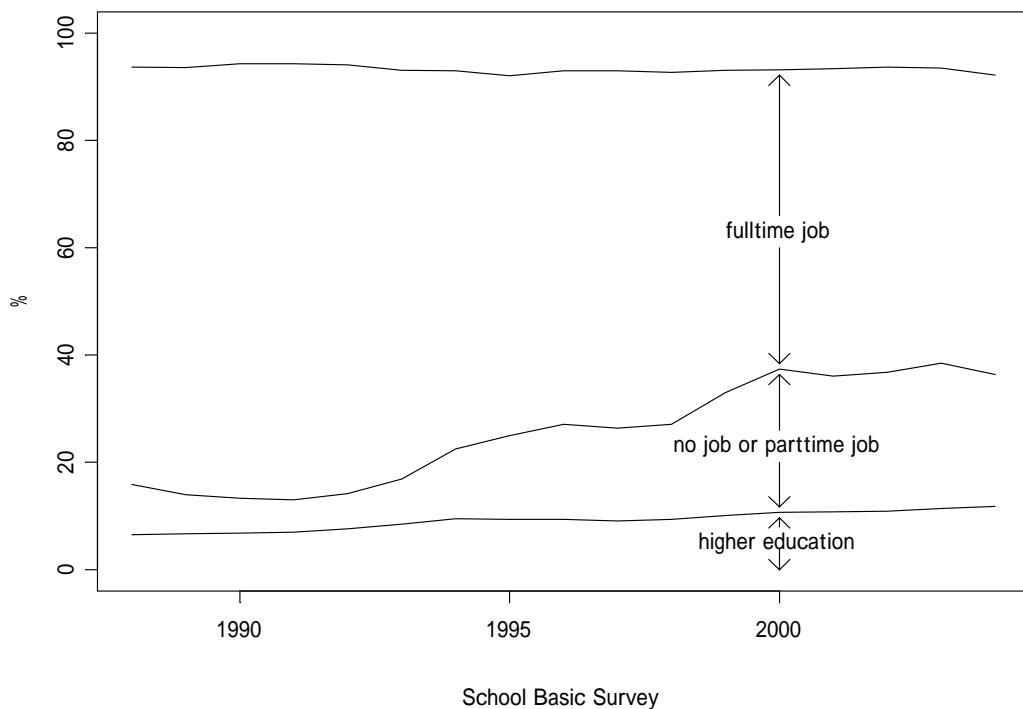 100
80
60
40
20
0
%
fulltime job
no job or parttime job
higher education
1990
1995
2000
School Basic Survey